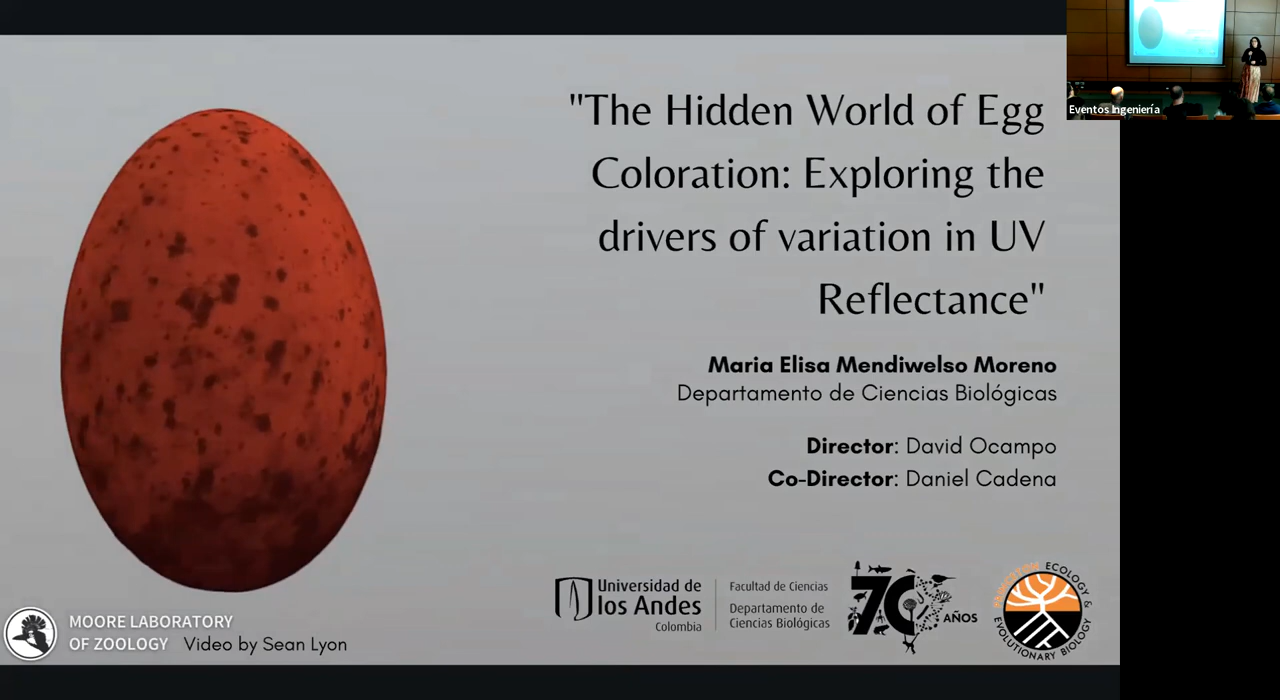 "The Hidden World of Egg
Coloration: Exploring the
drivers of variation in UV
Reflectance"
Maria Elisa Mendiwelso Moreno
Departamento de Ciencias Biológicas
Director: David Ocampo
Co-Director: Daniel Cadena
Universidad de
los Andes
Colombia
Facultad de Ciencias
Departamento de
Ciencias Biológicas
70
AÑOS
PRINCETON ECOLOGY &
EVOLUTIONARY BIOLOGY
MOORE LABORATORY
OF ZOOLOGY
Video by Sean Lyon
Eventos Ingeniería